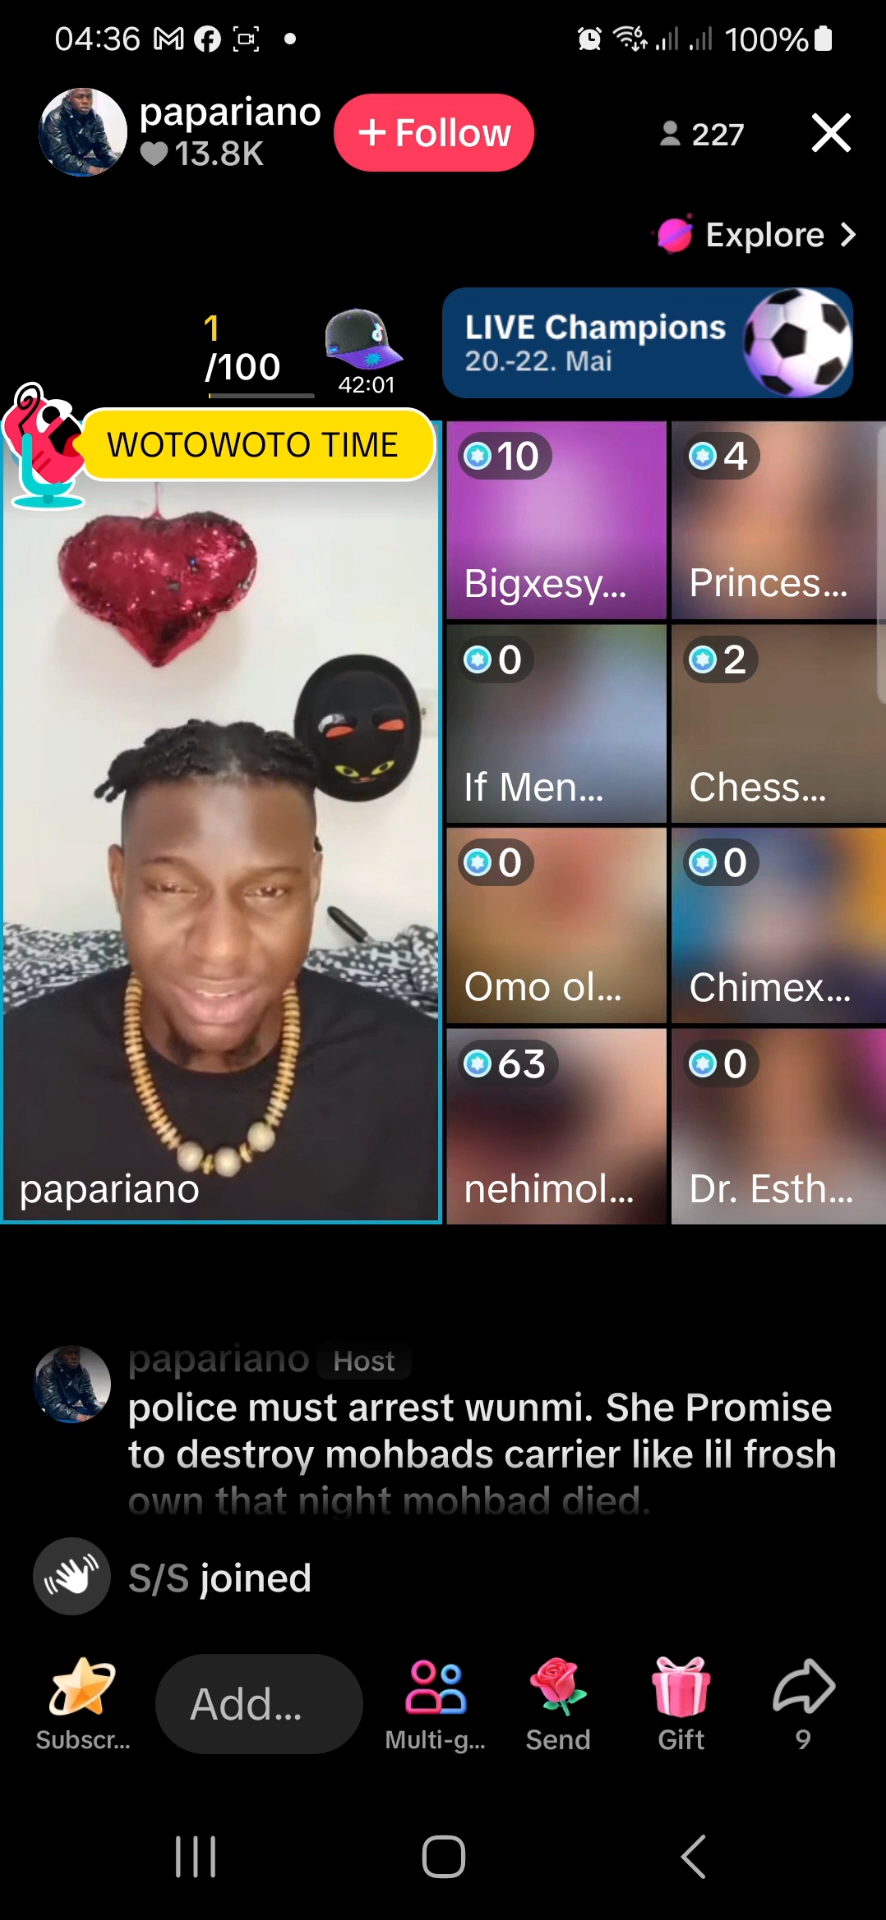 04:36
100%
papariano
13.8K
+ Follow
227
Explore
1
/100
42:01
LIVE Champions
20.-22. Mai
WOTOWOTO TIME
10
Bigxesy...
4
Princes...
0
If Men...
2
Chess...
0
Omo ol...
0
Chimex...
63
nehimol...
0
Dr. Esth...
papariano
papariano Host
police must arrest wunmi. She Promise
to destroy mohbads carrier like lil frosh
own that night mohbad died.
S/S joined
Subscr...
Add...
Multi-g...
Send
Gift
9